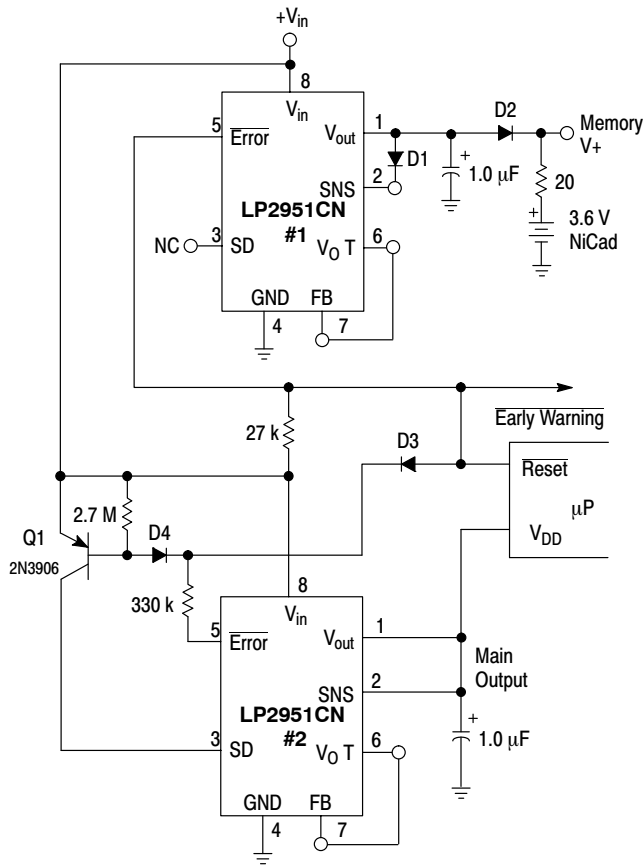 +Vin
8
Vin
5
Error
Vout
1
D1
D2
Memory
V+
+
1.0 µF
20
SNS
2
LP2951CN
#1
+
3.6 V
NiCad
NC
3
SD
VO T
6
GND
FB
4
7
27 k
Early Warning
D3
Reset
µP
VDD
2.7 M
D4
Q1
2N3906
330 k
8
Vin
5
Error
Vout
1
Main
Output
SNS
2
LP2951CN
#2
+
1.0 µF
3
SD
VO T
6
GND
FB
4
7